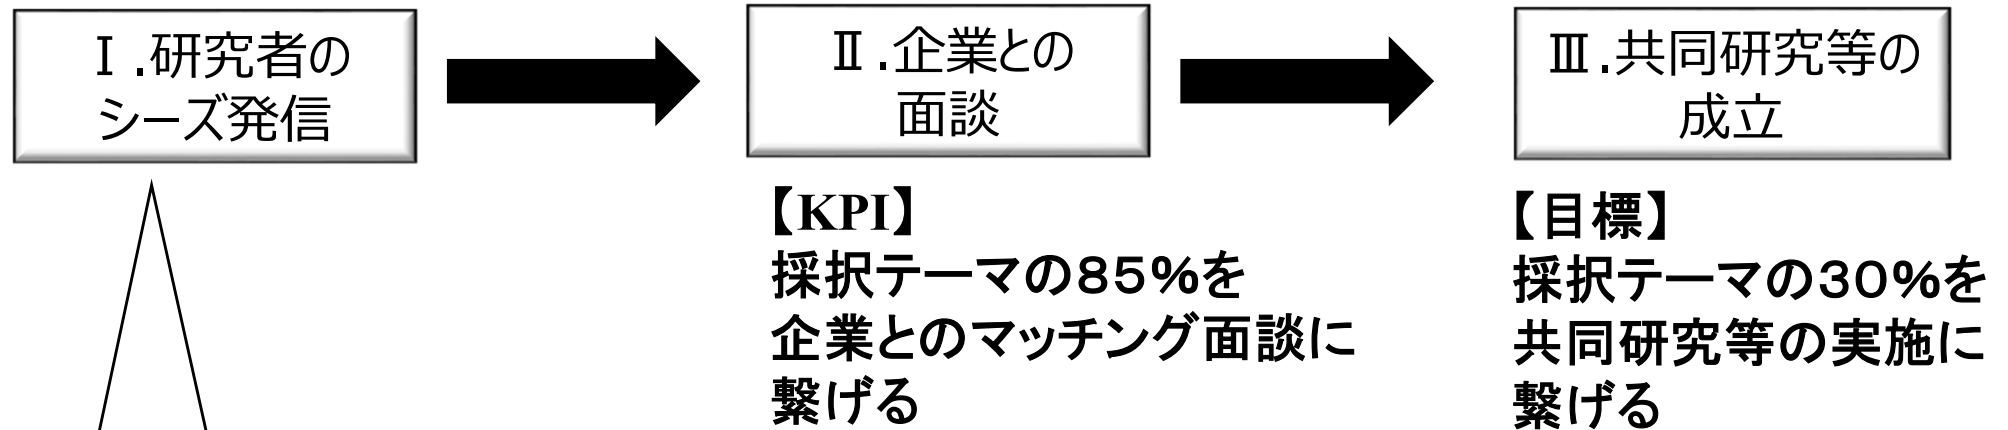 Ⅰ.研究者の
シーズ発信
Ⅱ.企業との
面談
Ⅲ.共同研究等の
成立
【KPI】
採択テーマの85%を
企業とのマッチング面談に
繋げる
【目標】
採択テーマの30%を
共同研究等の実施に
繋げる